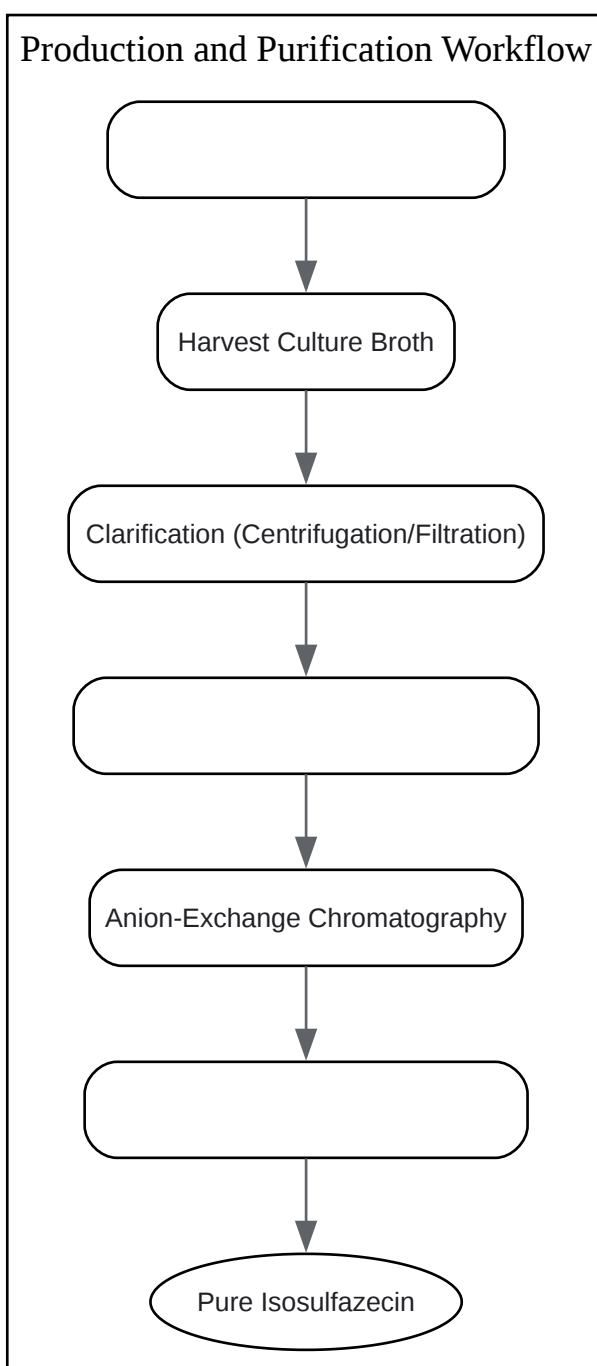 Production and Purification Workflow
Harvest Culture Broth
Clarification (Centrifugation/Filtration)
Anion-Exchange Chromatography
Pure Isosulfazecin